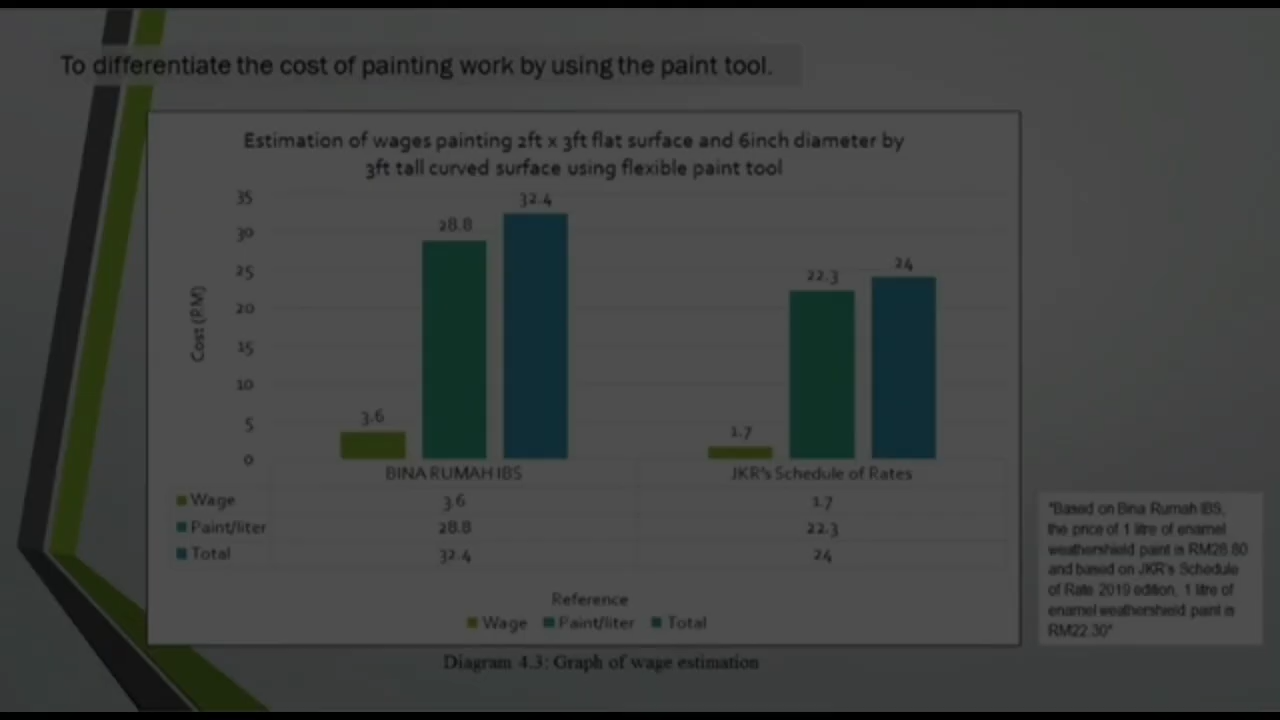 To differentiate the cost of painting work by using the paint tool.
Estimation of wages painting 2ft x 3ft flat surface and 6inch diameter by
3ft tall curved surface using flexible paint tool
Cost (RM)
35
30
25
20
15
10
5
0
3.6
28.8
32.4
1.7
22.3
24
BINA RUMAH IBS JKR's Schedule of Rates
Wage 3.6 1.7
Paint/liter 28.8 22.3
Total 32.4 24
Reference
Wage Paint/liter Total
Diagram 4.3: Graph of wage estimation
"Based on Bina Rumah IBS,
the price of 1 litre of enamel
weathershield paint is RM28.80
and based on JKR's Schedule
of Rate 2019 edition, 1 litre of
enamel weathershield paint is
RM22.30"